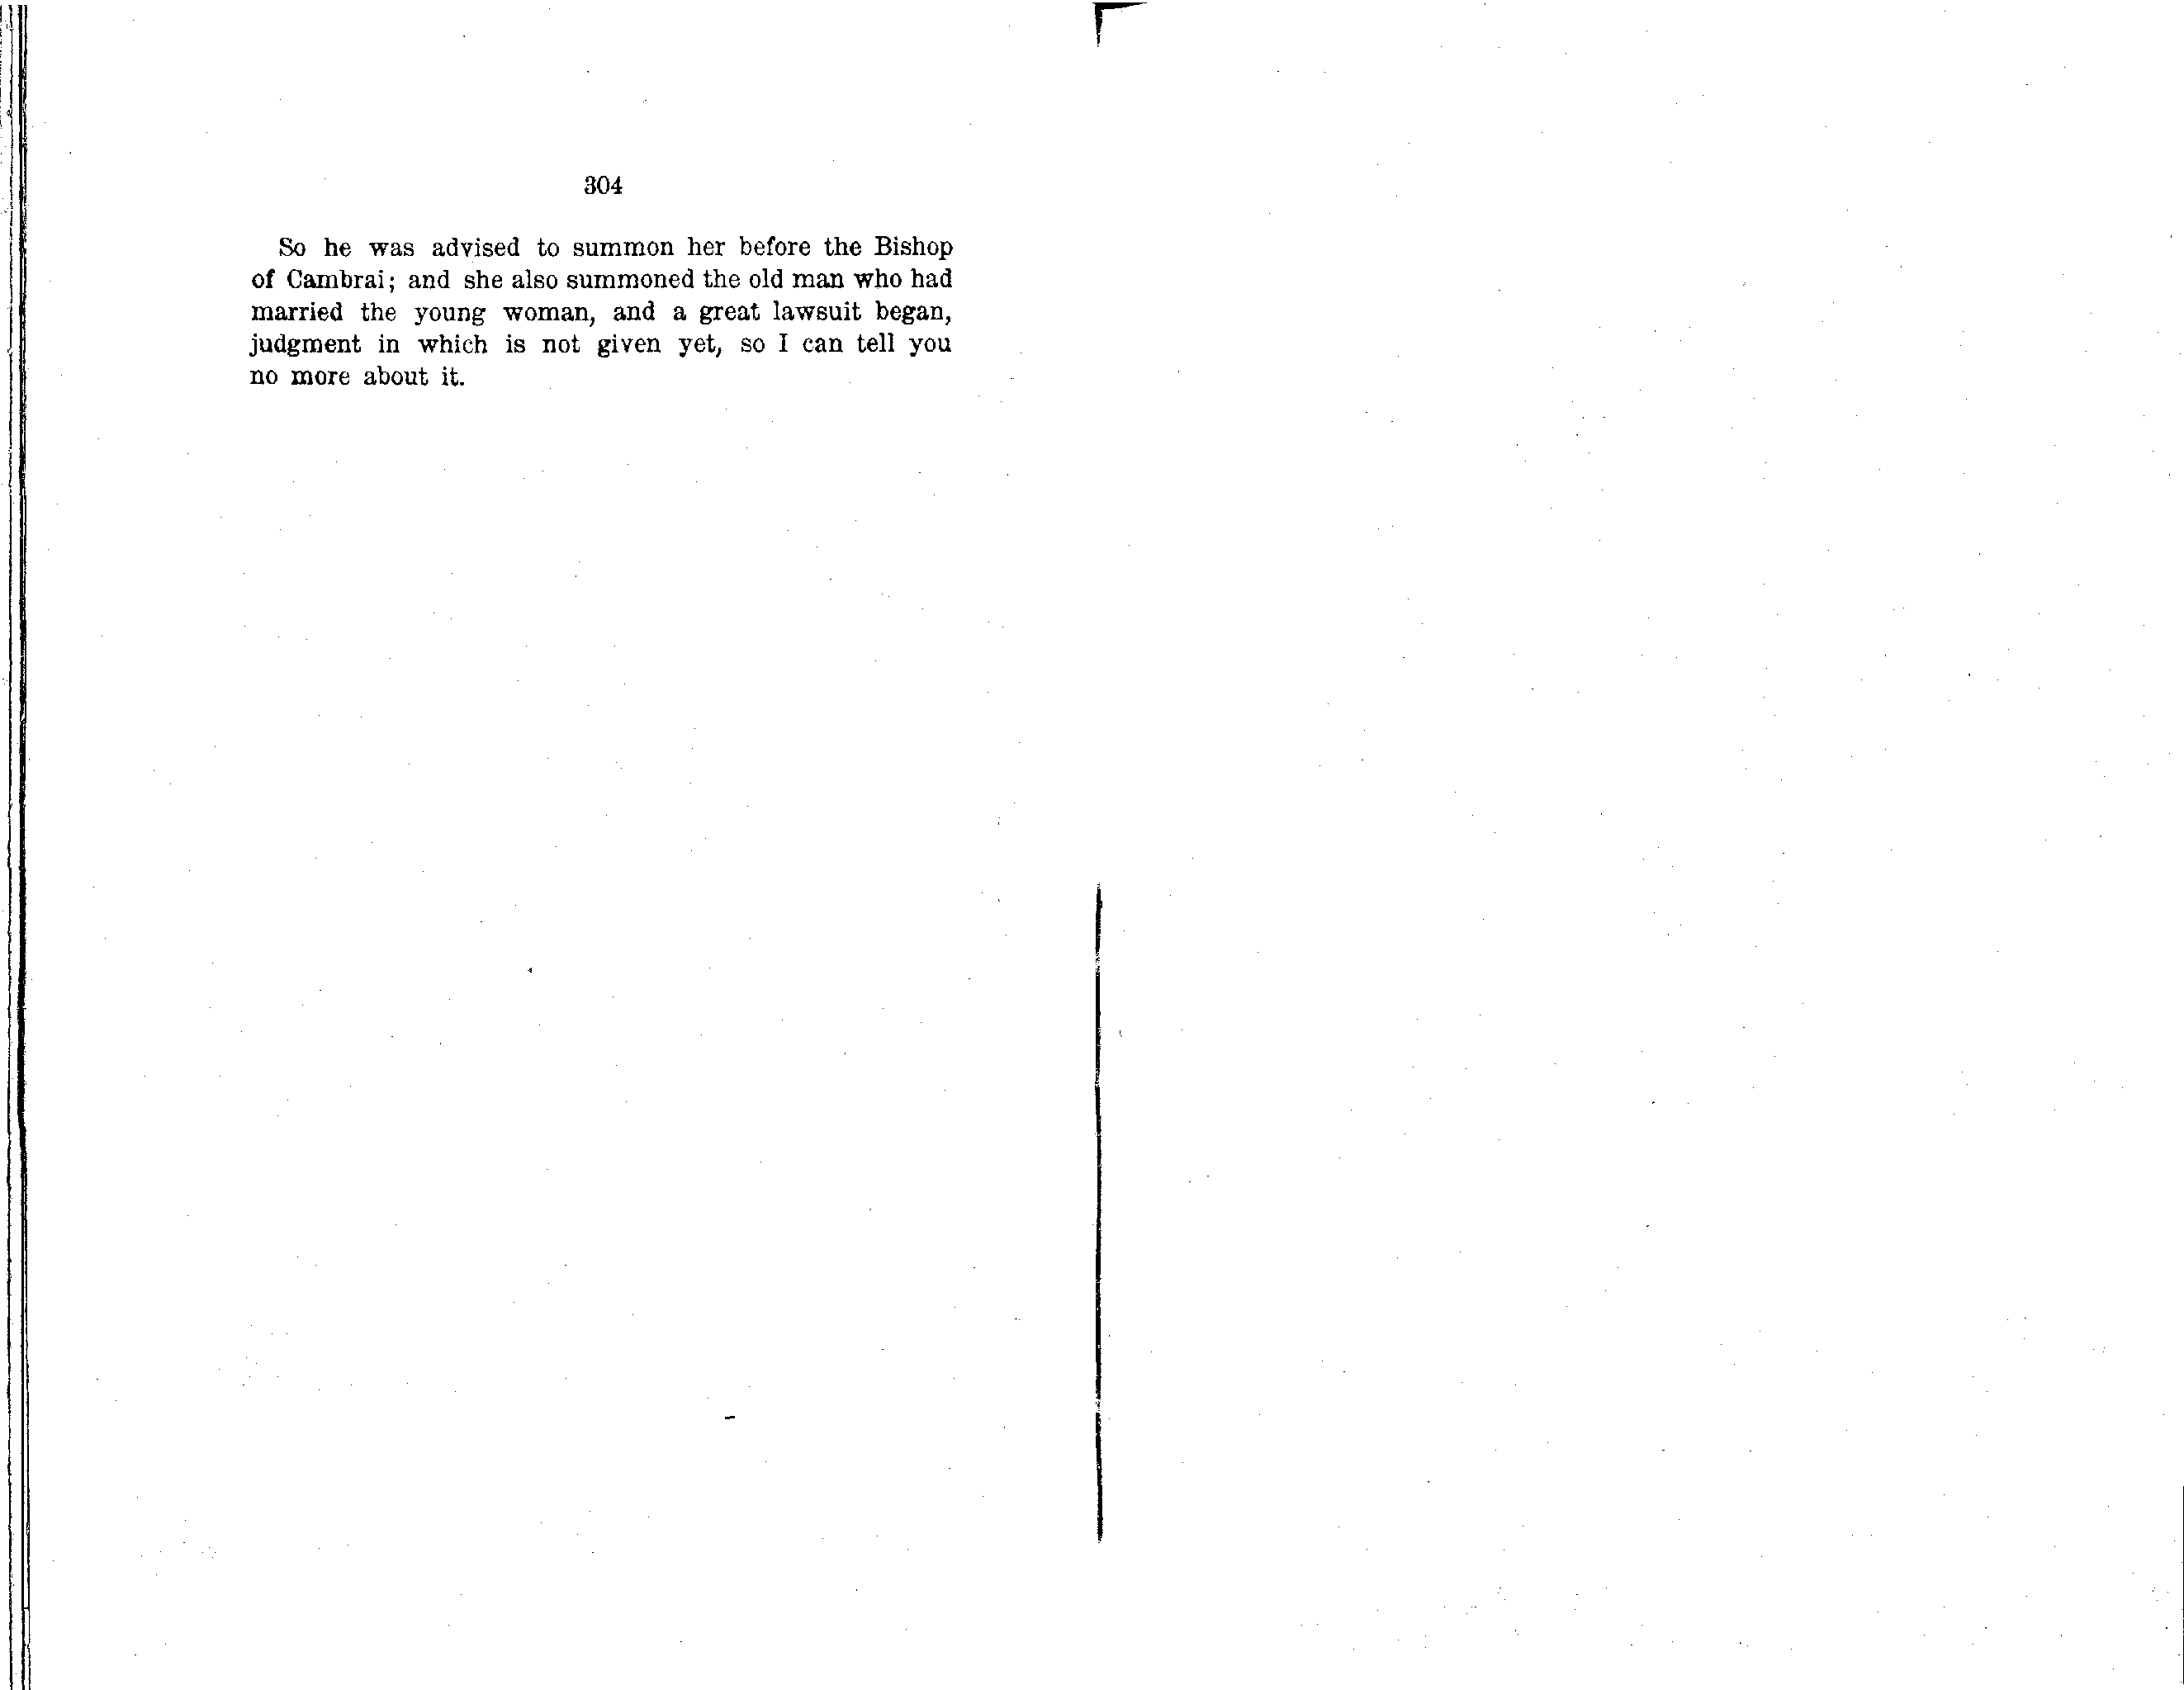 304
So he was advised to summon her before the Bishop
of Cambrai; and she also summoned the old man who had
married the young woman, and a great lawsuit began,
judgment in which is not given yet, so I can tell you
no more about it.